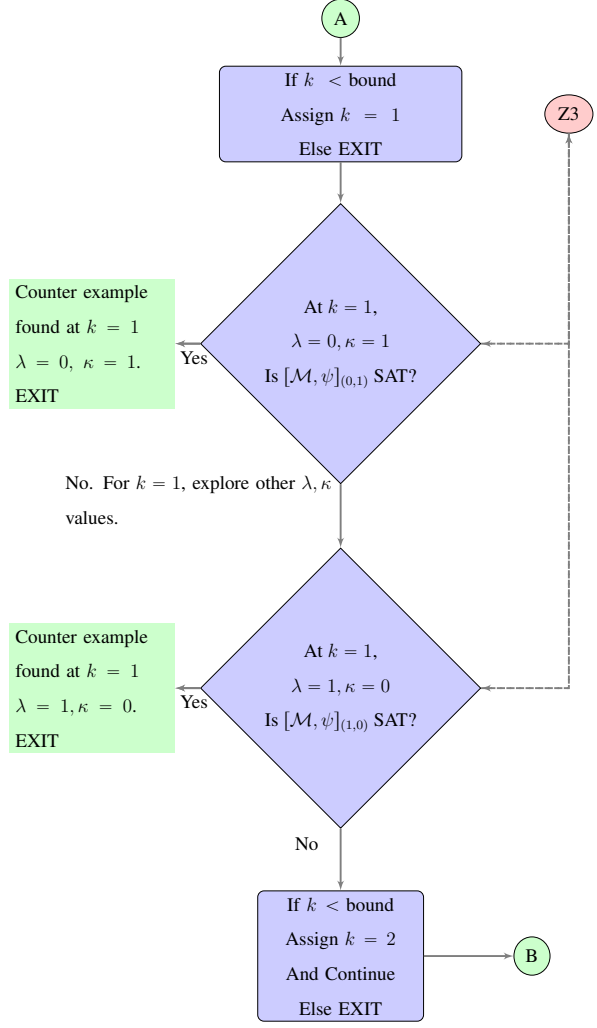 A
If k < bound
Assign k = 1
Else EXIT
Z3
At k = 1,
λ = 0, κ = 1
Is [ℳ, ψ]₍₀,₁₎ SAT?
Yes
Counter example
found at k = 1
λ = 0, κ = 1.
EXIT
No. For k = 1, explore other λ, κ
values.
At k = 1,
λ = 1, κ = 0
Is [ℳ, ψ]₍₁,₀₎ SAT?
Yes
Counter example
found at k = 1
λ = 1, κ = 0.
EXIT
No
If k < bound
Assign k = 2
And Continue
Else EXIT
B